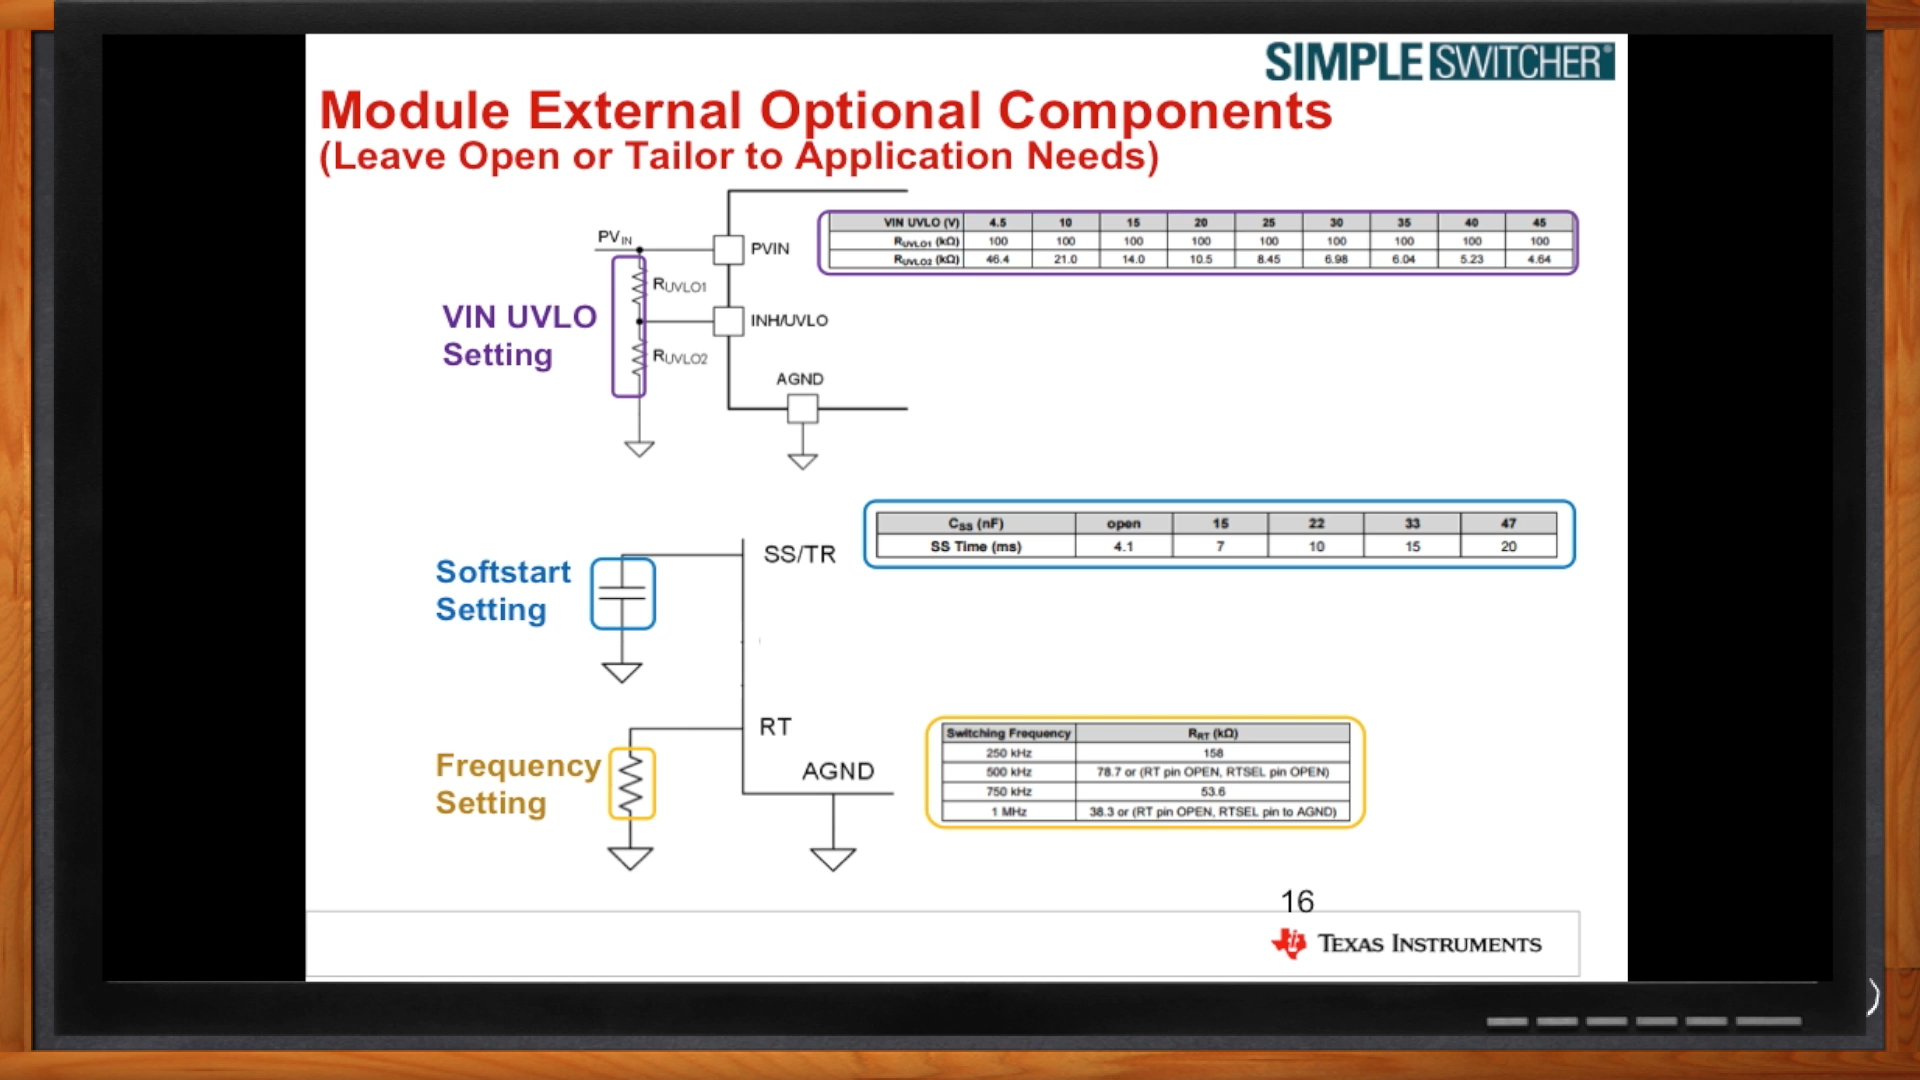 SIMPLE SWITCHER®
Module External Optional Components
(Leave Open or Tailor to Application Needs)
PVIN
PVIN
RUVLO1
INH/UVLO
RUVLO2
AGND
VIN UVLO
Setting
VIN UVLO (V) 4.5 10 15 20 25 30 35 40 45
RUVLO1 (kΩ) 100 100 100 100 100 100 100 100 100
RUVLO2 (kΩ) 46.4 21.0 14.0 10.5 8.45 6.98 6.04 5.23 4.64
Softstart
Setting
SS/TR
CSS (nF) open 15 22 33 47
SS Time (ms) 4.1 7 10 15 20
Frequency
Setting
RT
AGND
Switching Frequency RRT (kΩ)
250 kHz 158
500 kHz 78.7 or (RT pin OPEN, RTSEL pin OPEN)
750 kHz 53.6
1 MHz 38.3 or (RT pin OPEN, RTSEL pin to AGND)
16
TEXAS INSTRUMENTS